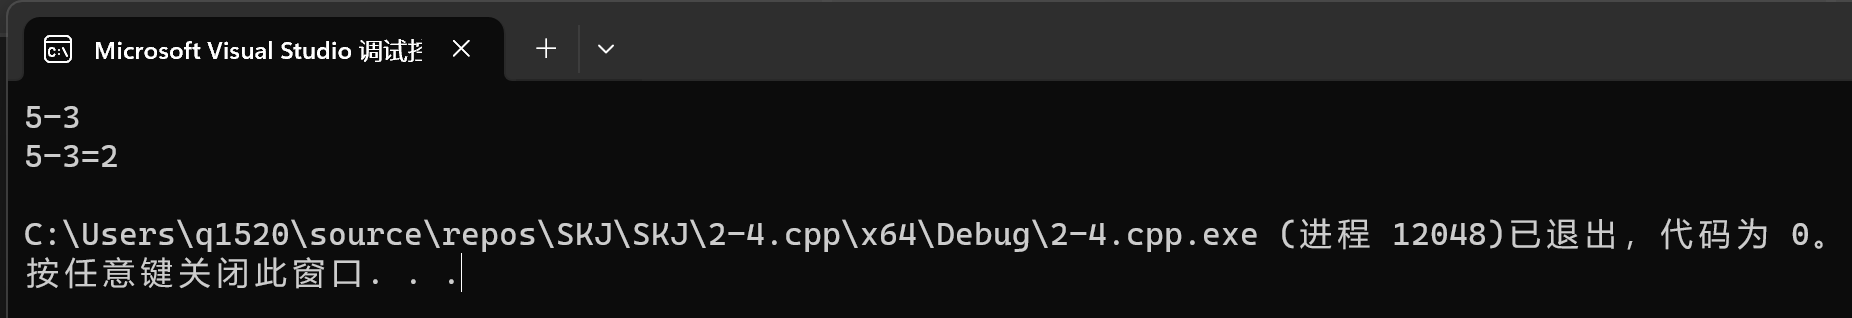 Microsoft Visual Studio 调试
5-3
5-3=2
C:\Users\q1520\source\repos\SKJ\SKJ\2-4.cpp\x64\Debug\2-4.cpp.exe (进程 12048)已退出，代码为 0。
按任意键关闭此窗口. . .